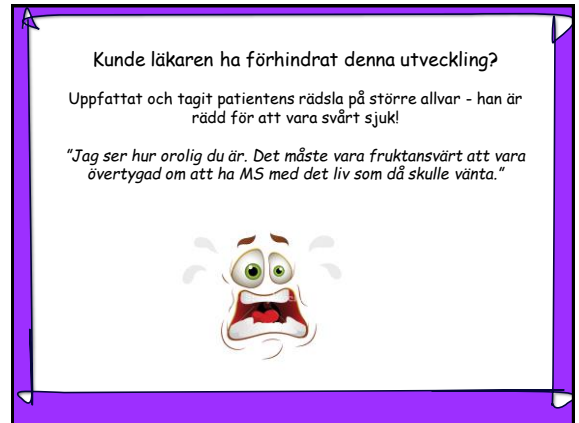 Kunde läkaren ha förhindrat denna utveckling?
Uppfattat och tagit patientens rädsla på större allvar - han är
rädd för att vara svårt sjuk!
"Jag ser hur orolig du är. Det måste vara fruktansvärt att vara
övertygad om att ha MS med det liv som då skulle vänta."